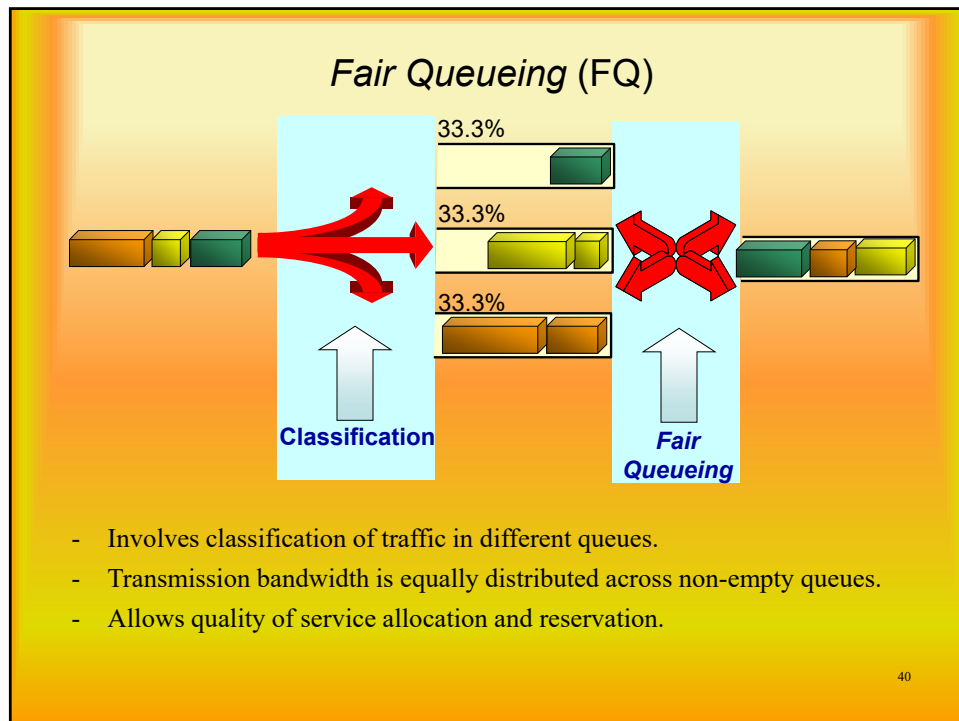 Fair Queueing (FQ)
33.3%
33.3%
33.3%
Classification
Fair
Queueing
- Involves classification of traffic in different queues.
- Transmission bandwidth is equally distributed across non-empty queues.
- Allows quality of service allocation and reservation.
40